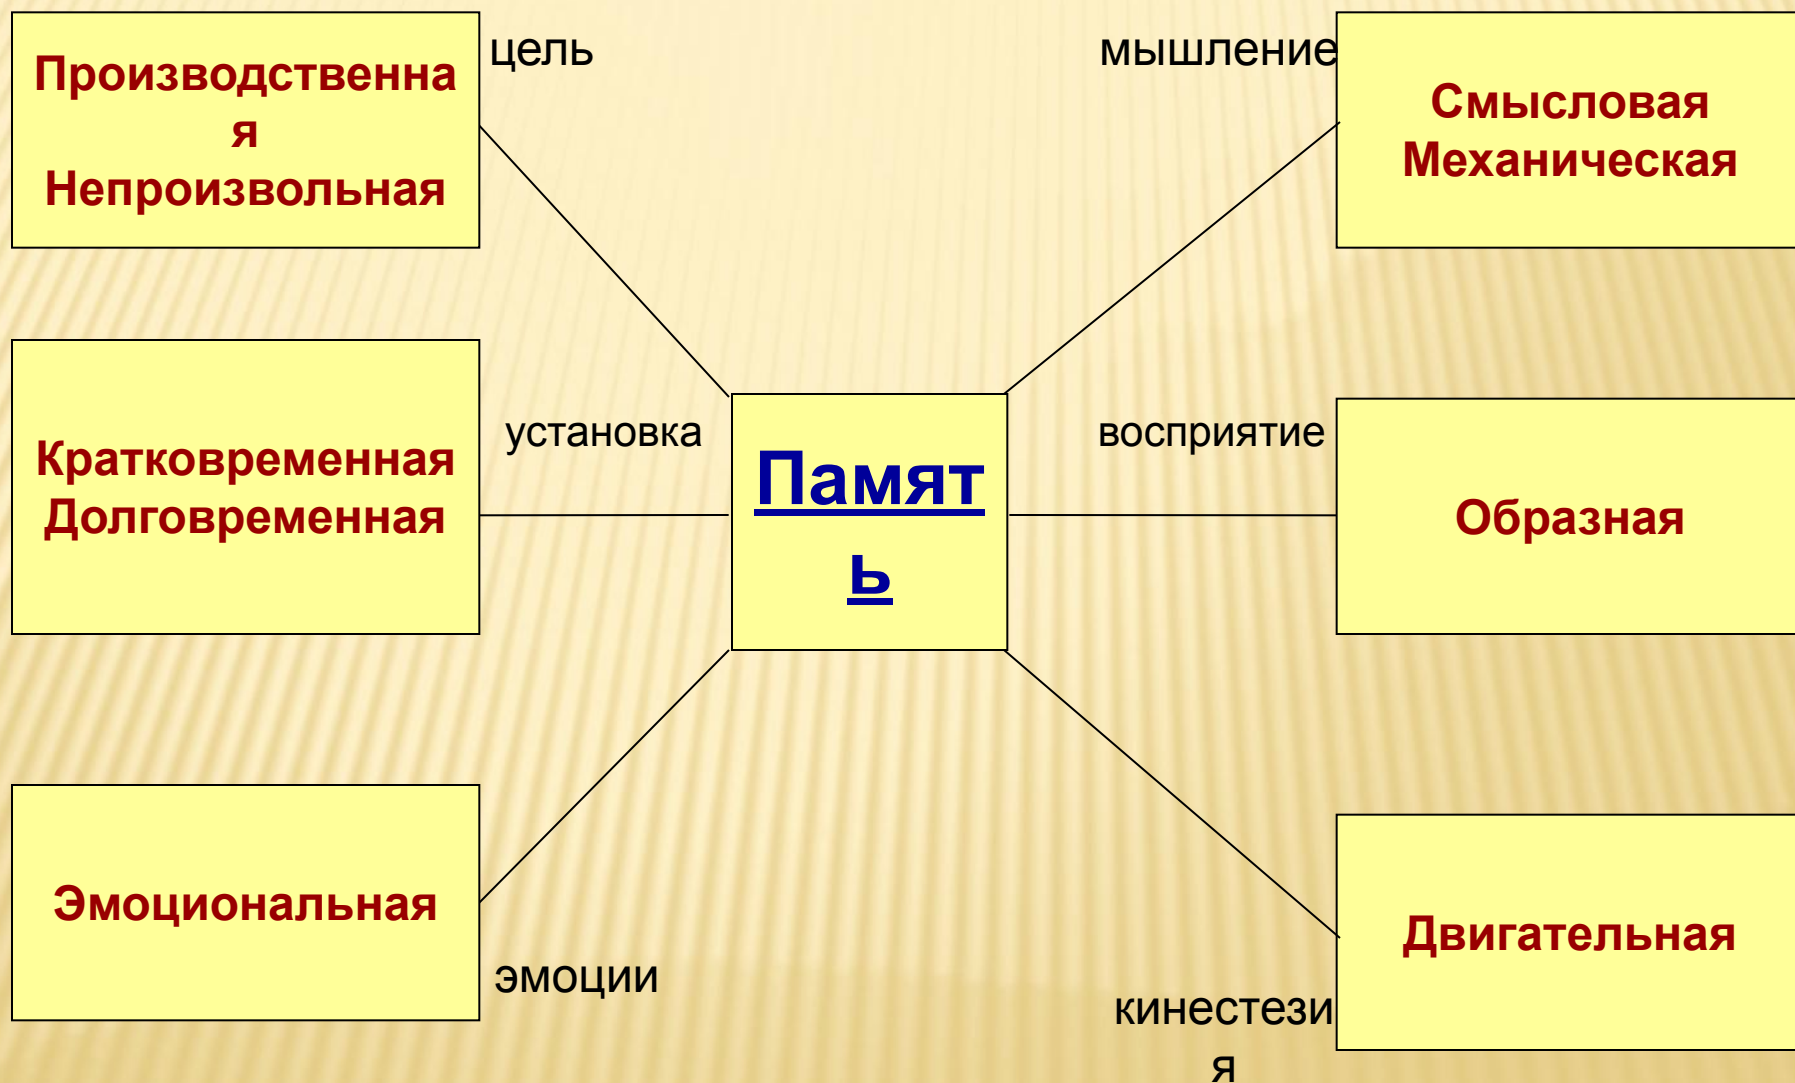 Производственна
я
Непроизвольная
цель
мышление
Смысловая
Механическая
Кратковременная
Долговременная
установка
Памят
ь
восприятие
Образная
Эмоциональная
эмоции
кинестези
я
Двигательная